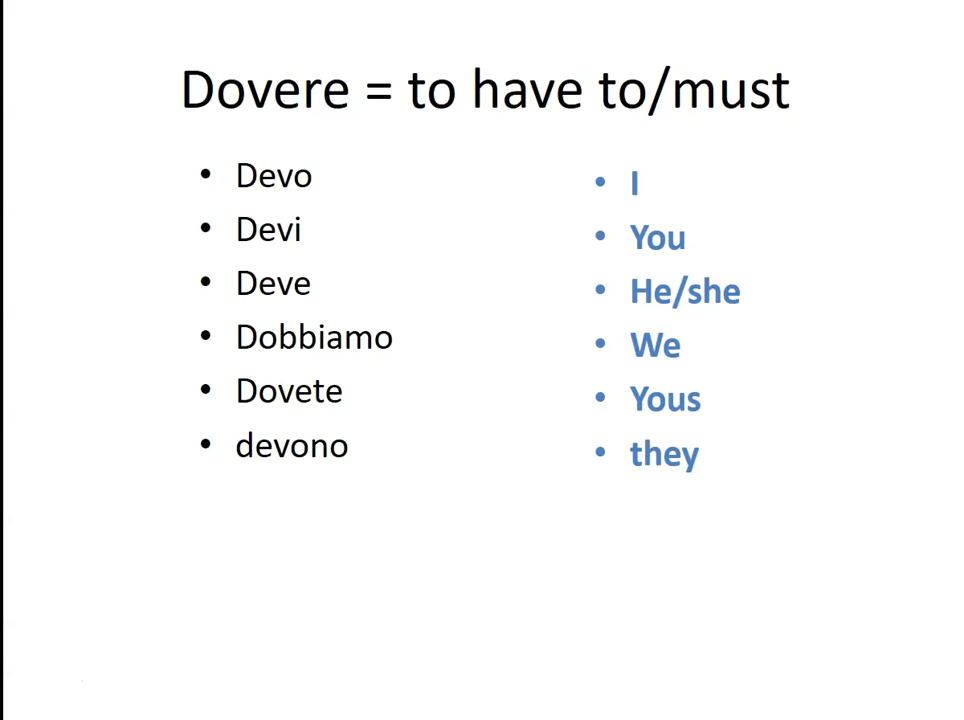 Dovere = to have to/must
• Devo
• Devi
• Deve
• Dobbiamo
• Dovete
• devono
• I
• You
• He/she
• We
• Yous
• they